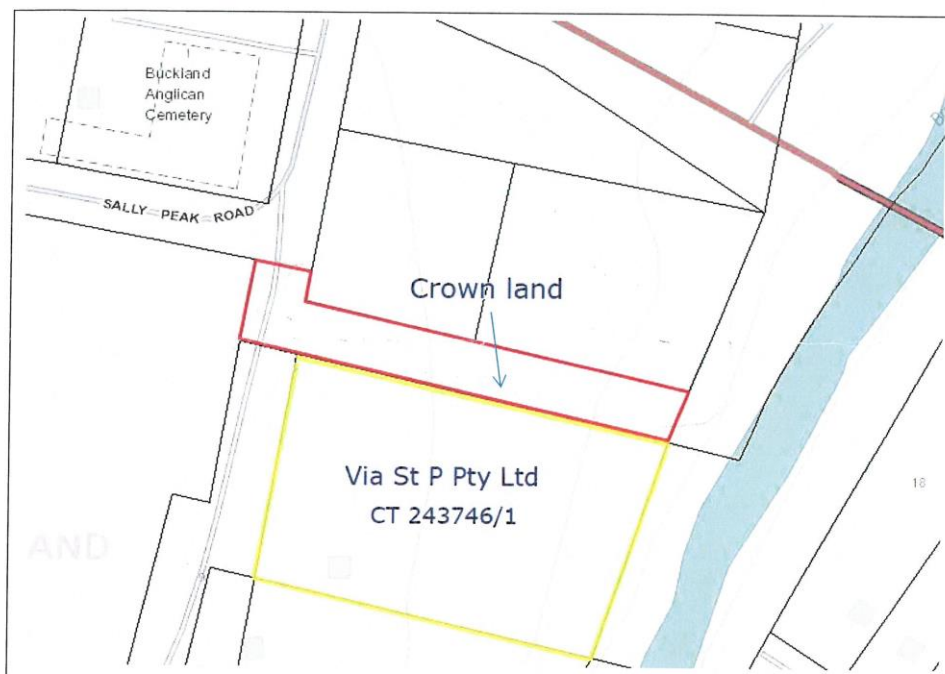 Buckland
Anglican
Cemetery
SALLY PEAK ROAD
Crown land
Via St P Pty Ltd
CT 243746/1
18
AND